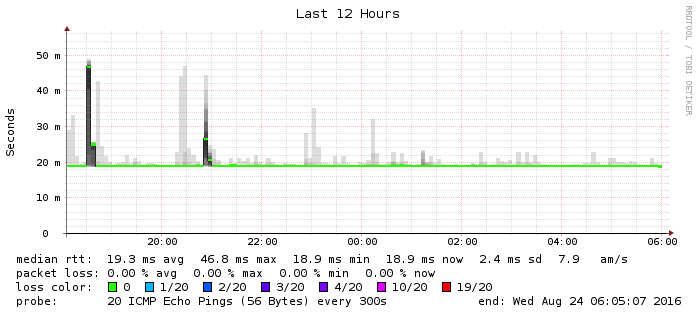 Last 12 Hours
RRDTOOL / TOBI OETIKER
Seconds
50 m
40 m
30 m
20 m
10 m
0
20:00 22:00 00:00 02:00 04:00 06:00
median rtt: 19.3 ms avg 46.8 ms max 18.9 ms min 18.9 ms now 2.4 ms sd 7.9 am/s
packet loss: 0.00 % avg 0.00 % max 0.00 % min 0.00 % now
loss color: 0 1/20 2/20 3/20 4/20 10/20 19/20
probe: 20 ICMP Echo Pings (56 Bytes) every 300s end: Wed Aug 24 06:05:07 2016